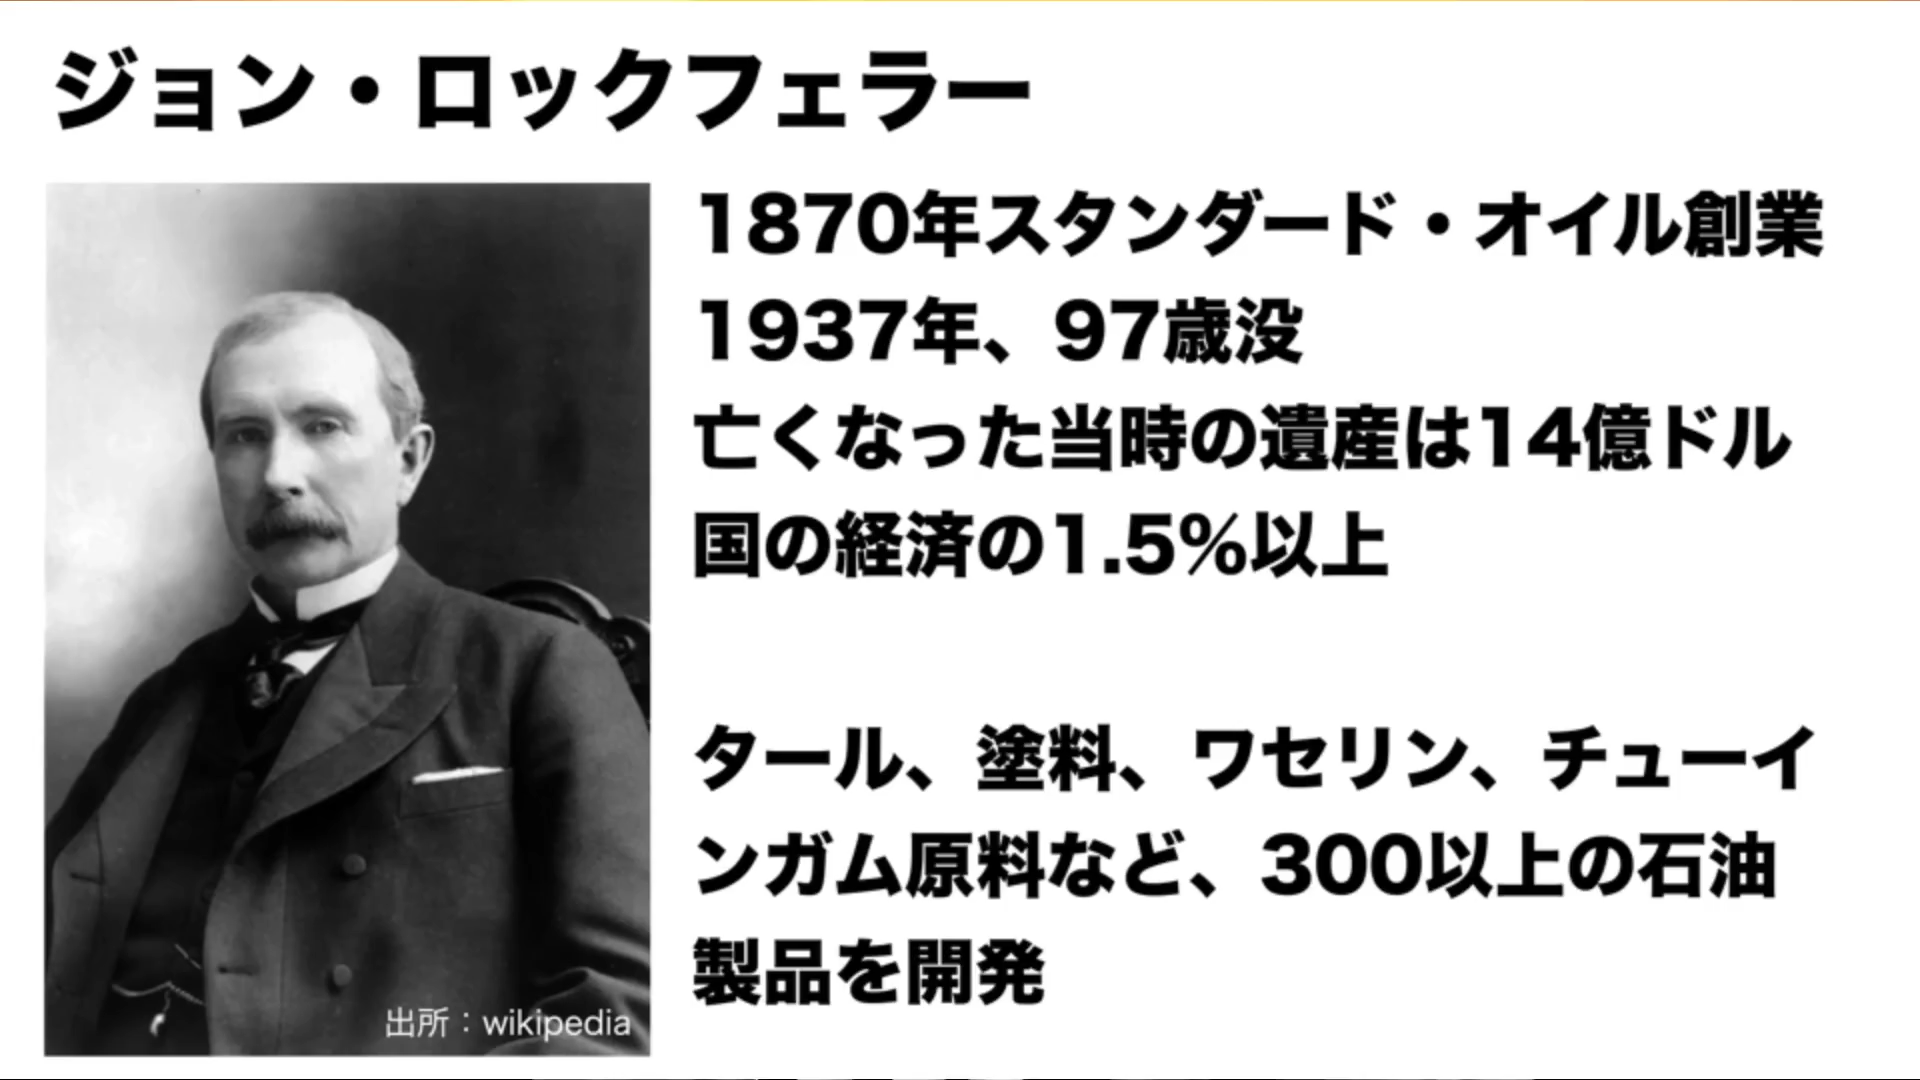 ジョン・ロックフェラー
1870年スタンダード・オイル創業
1937年、97歳没
亡くなった当時の遺産は14億ドル
国の経済の1.5%以上
タール、塗料、ワセリン、チューイ
ンガム原料など、300以上の石油
製品を開発
出所：wikipedia